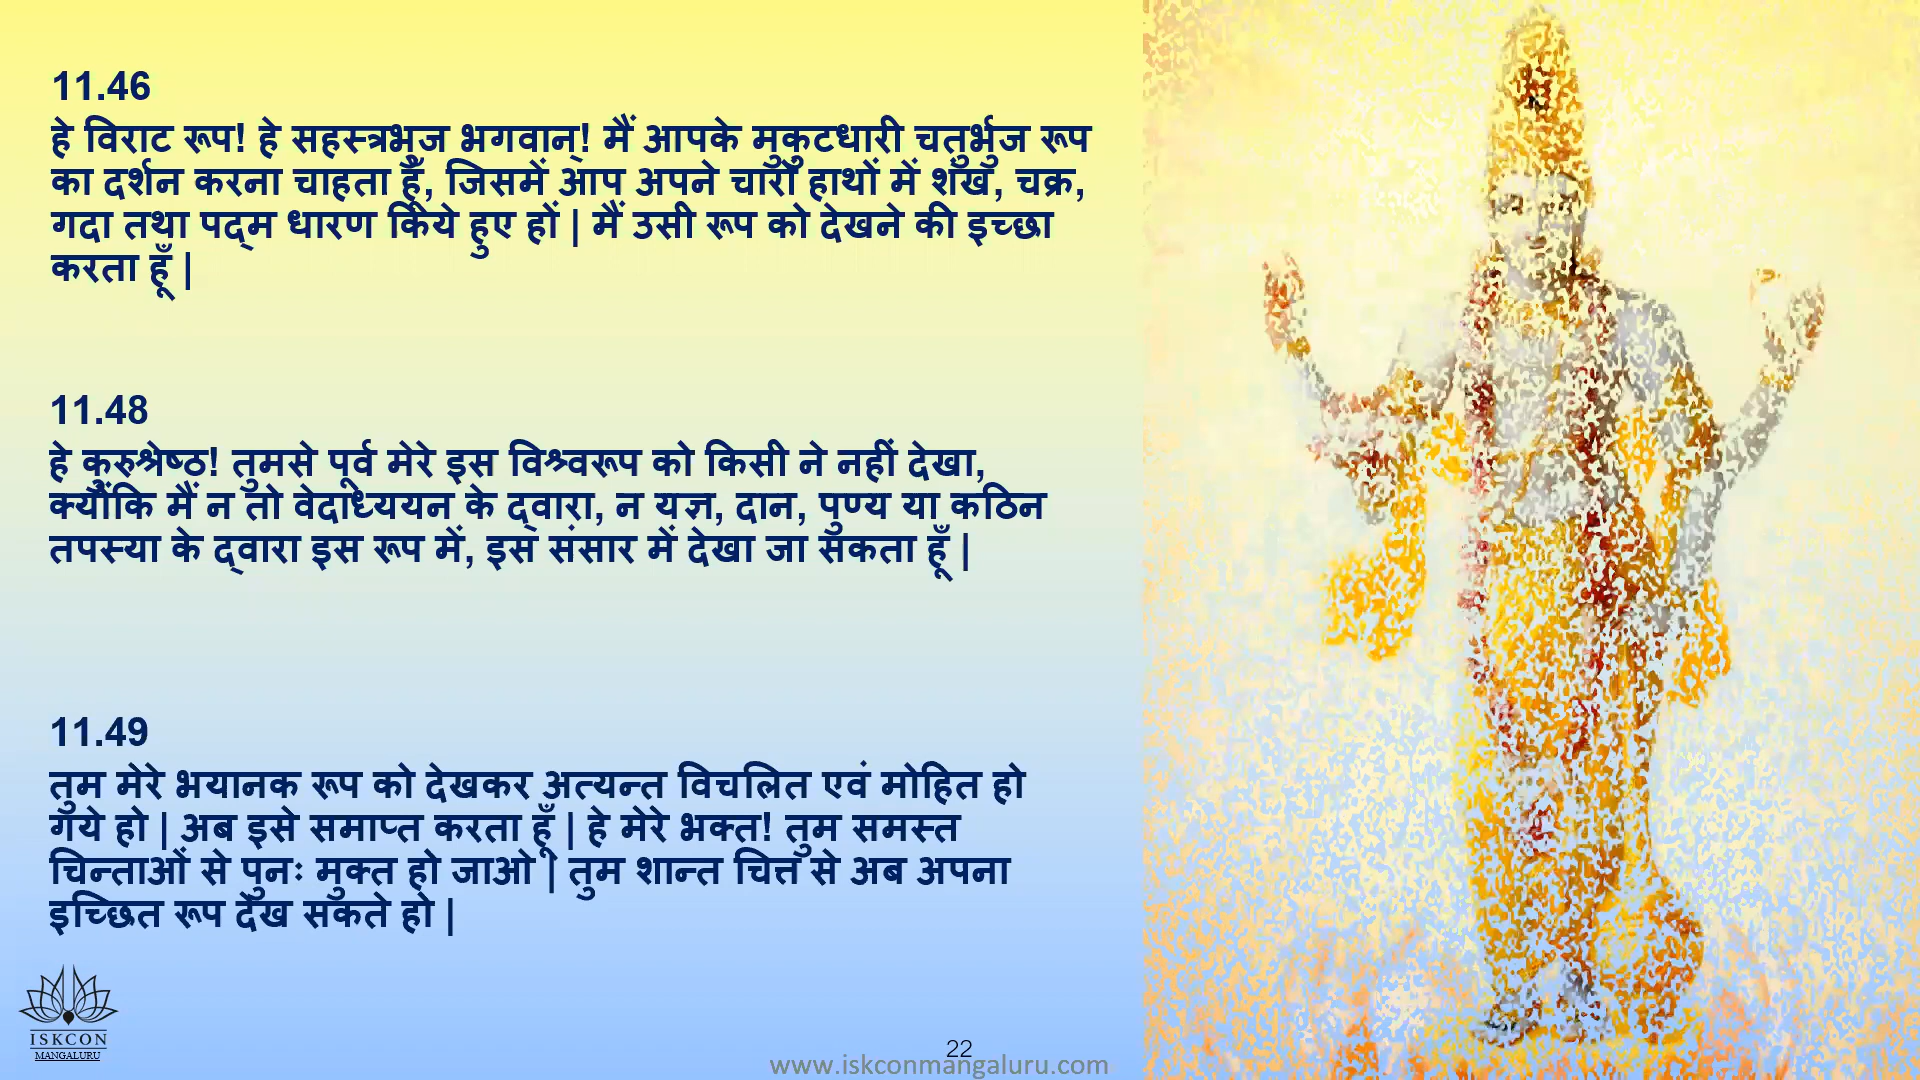 11.46
हे विराट रूप! हे सहस्त्रभुज भगवान्! मैं आपके मुकुटधारी चतुर्भुज रूप
का दर्शन करना चाहता हूँ, जिसमें आप अपने चारों हाथों में शंख, चक्र,
गदा तथा पद्म धारण किये हुए हों | मैं उसी रूप को देखने की इच्छा
करता हूँ |
11.48
हे कुरुश्रेष्ठ! तुमसे पूर्व मेरे इस विश्र्वरूप को किसी ने नहीं देखा,
क्योंकि मैं न तो वेदाध्ययन के द्वारा, न यज्ञ, दान, पुण्य या कठिन
तपस्या के द्वारा इस रूप में, इस संसार में देखा जा सकता हूँ |
11.49
तुम मेरे भयानक रूप को देखकर अत्यन्त विचलित एवं मोहित हो
गये हो | अब इसे समाप्त करता हूँ | हे मेरे भक्त! तुम समस्त
चिन्ताओं से पुनः मुक्त हो जाओ | तुम शान्त चित्त से अब अपना
इच्छित रूप देख सकते हो |
ISKCON
MANGALURU
22
www.iskconmangaluru.com